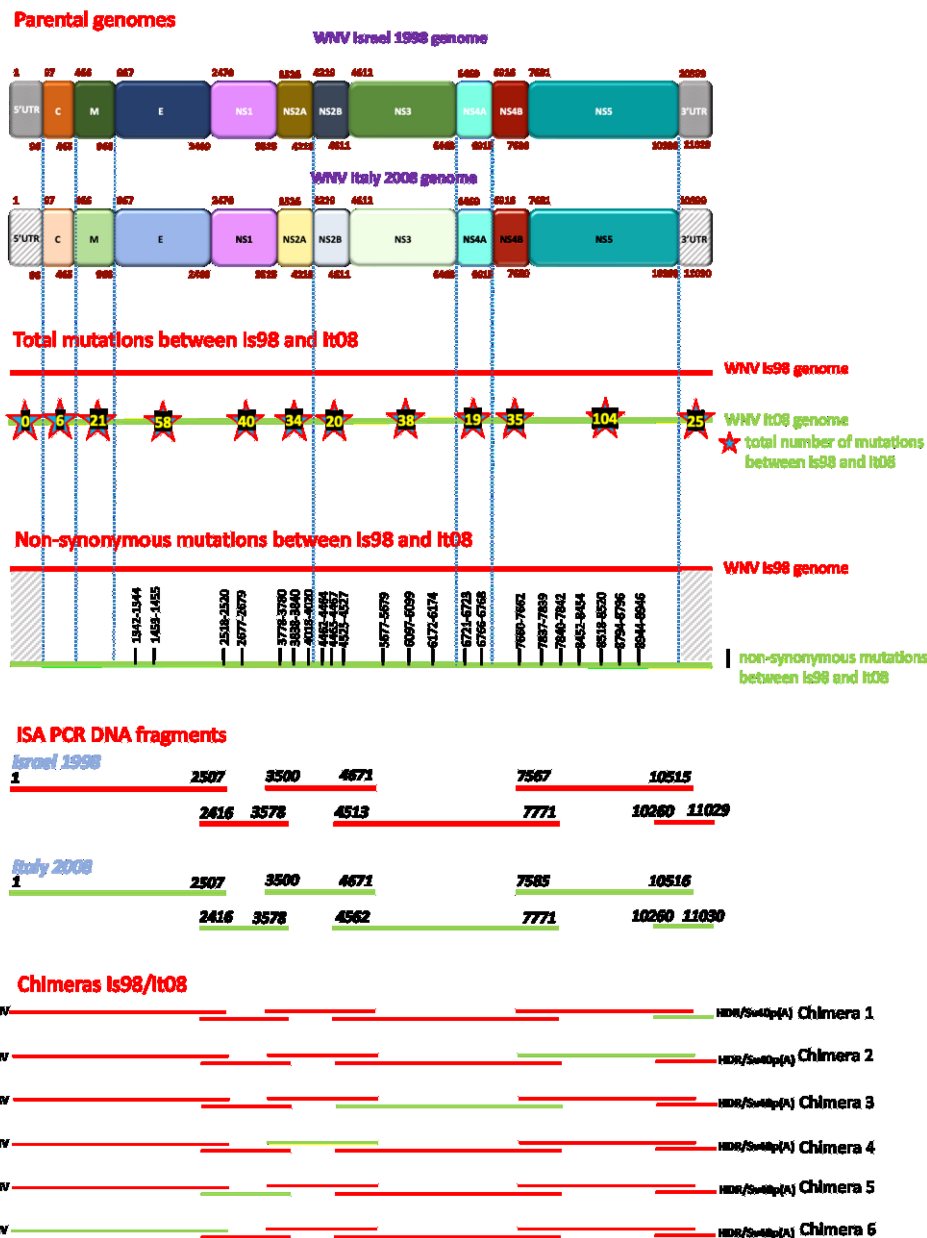 Parental genomes
WNV Israel 1998 genome
1 97 466 967 2470 3526 4219 4612 6469 6916 7681 10399
5'UTR C M E NS1 NS2A NS2B NS3 NS4A NS4B NS5 3'UTR
96 465 966 2469 3525 4218 4611 6468 6915 7680 10398 11029
WNV Italy 2008 genome
1 97 466 967 2470 3526 4219 4612 6469 6916 7681 10399
5'UTR C M E NS1 NS2A NS2B NS3 NS4A NS4B NS5 3'UTR
96 465 966 2469 3525 4218 4611 6468 6915 7680 10398 11030
Total mutations between Is98 and It08
WNV Is98 genome
0 6 21 58 40 34 20 38 19 35 104 25
WNV It08 genome
total number of mutations
between Is98 and It08
Non-synonymous mutations between Is98 and It08
WNV Is98 genome
1342-1344
1453-1455
2518-2520
2677-2679
3778-3780
3838-3840
4018-4020
4462-4464
4465-4467
4525-4527
5677-5679
6097-6099
6172-6174
6721-6723
6766-6768
7660-7662
7837-7839
7840-7842
8452-8454
8518-8520
8794-8796
8944-8946
non-synonymous mutations
between Is98 and It08
ISA PCR DNA fragments
Israel 1998
1 2507 3500 4671 7567 10515
2416 3578 4513 7771 10260 11029
Italy 2008
1 2507 3500 4671 7585 10516
2416 3578 4562 7771 10260 11030
Chimeras Is98/It08
HDR/Sv40p(A) Chimera 1
HDR/Sv40p(A) Chimera 2
HDR/Sv40p(A) Chimera 3
HDR/Sv40p(A) Chimera 4
HDR/Sv40p(A) Chimera 5
HDR/Sv40p(A) Chimera 6